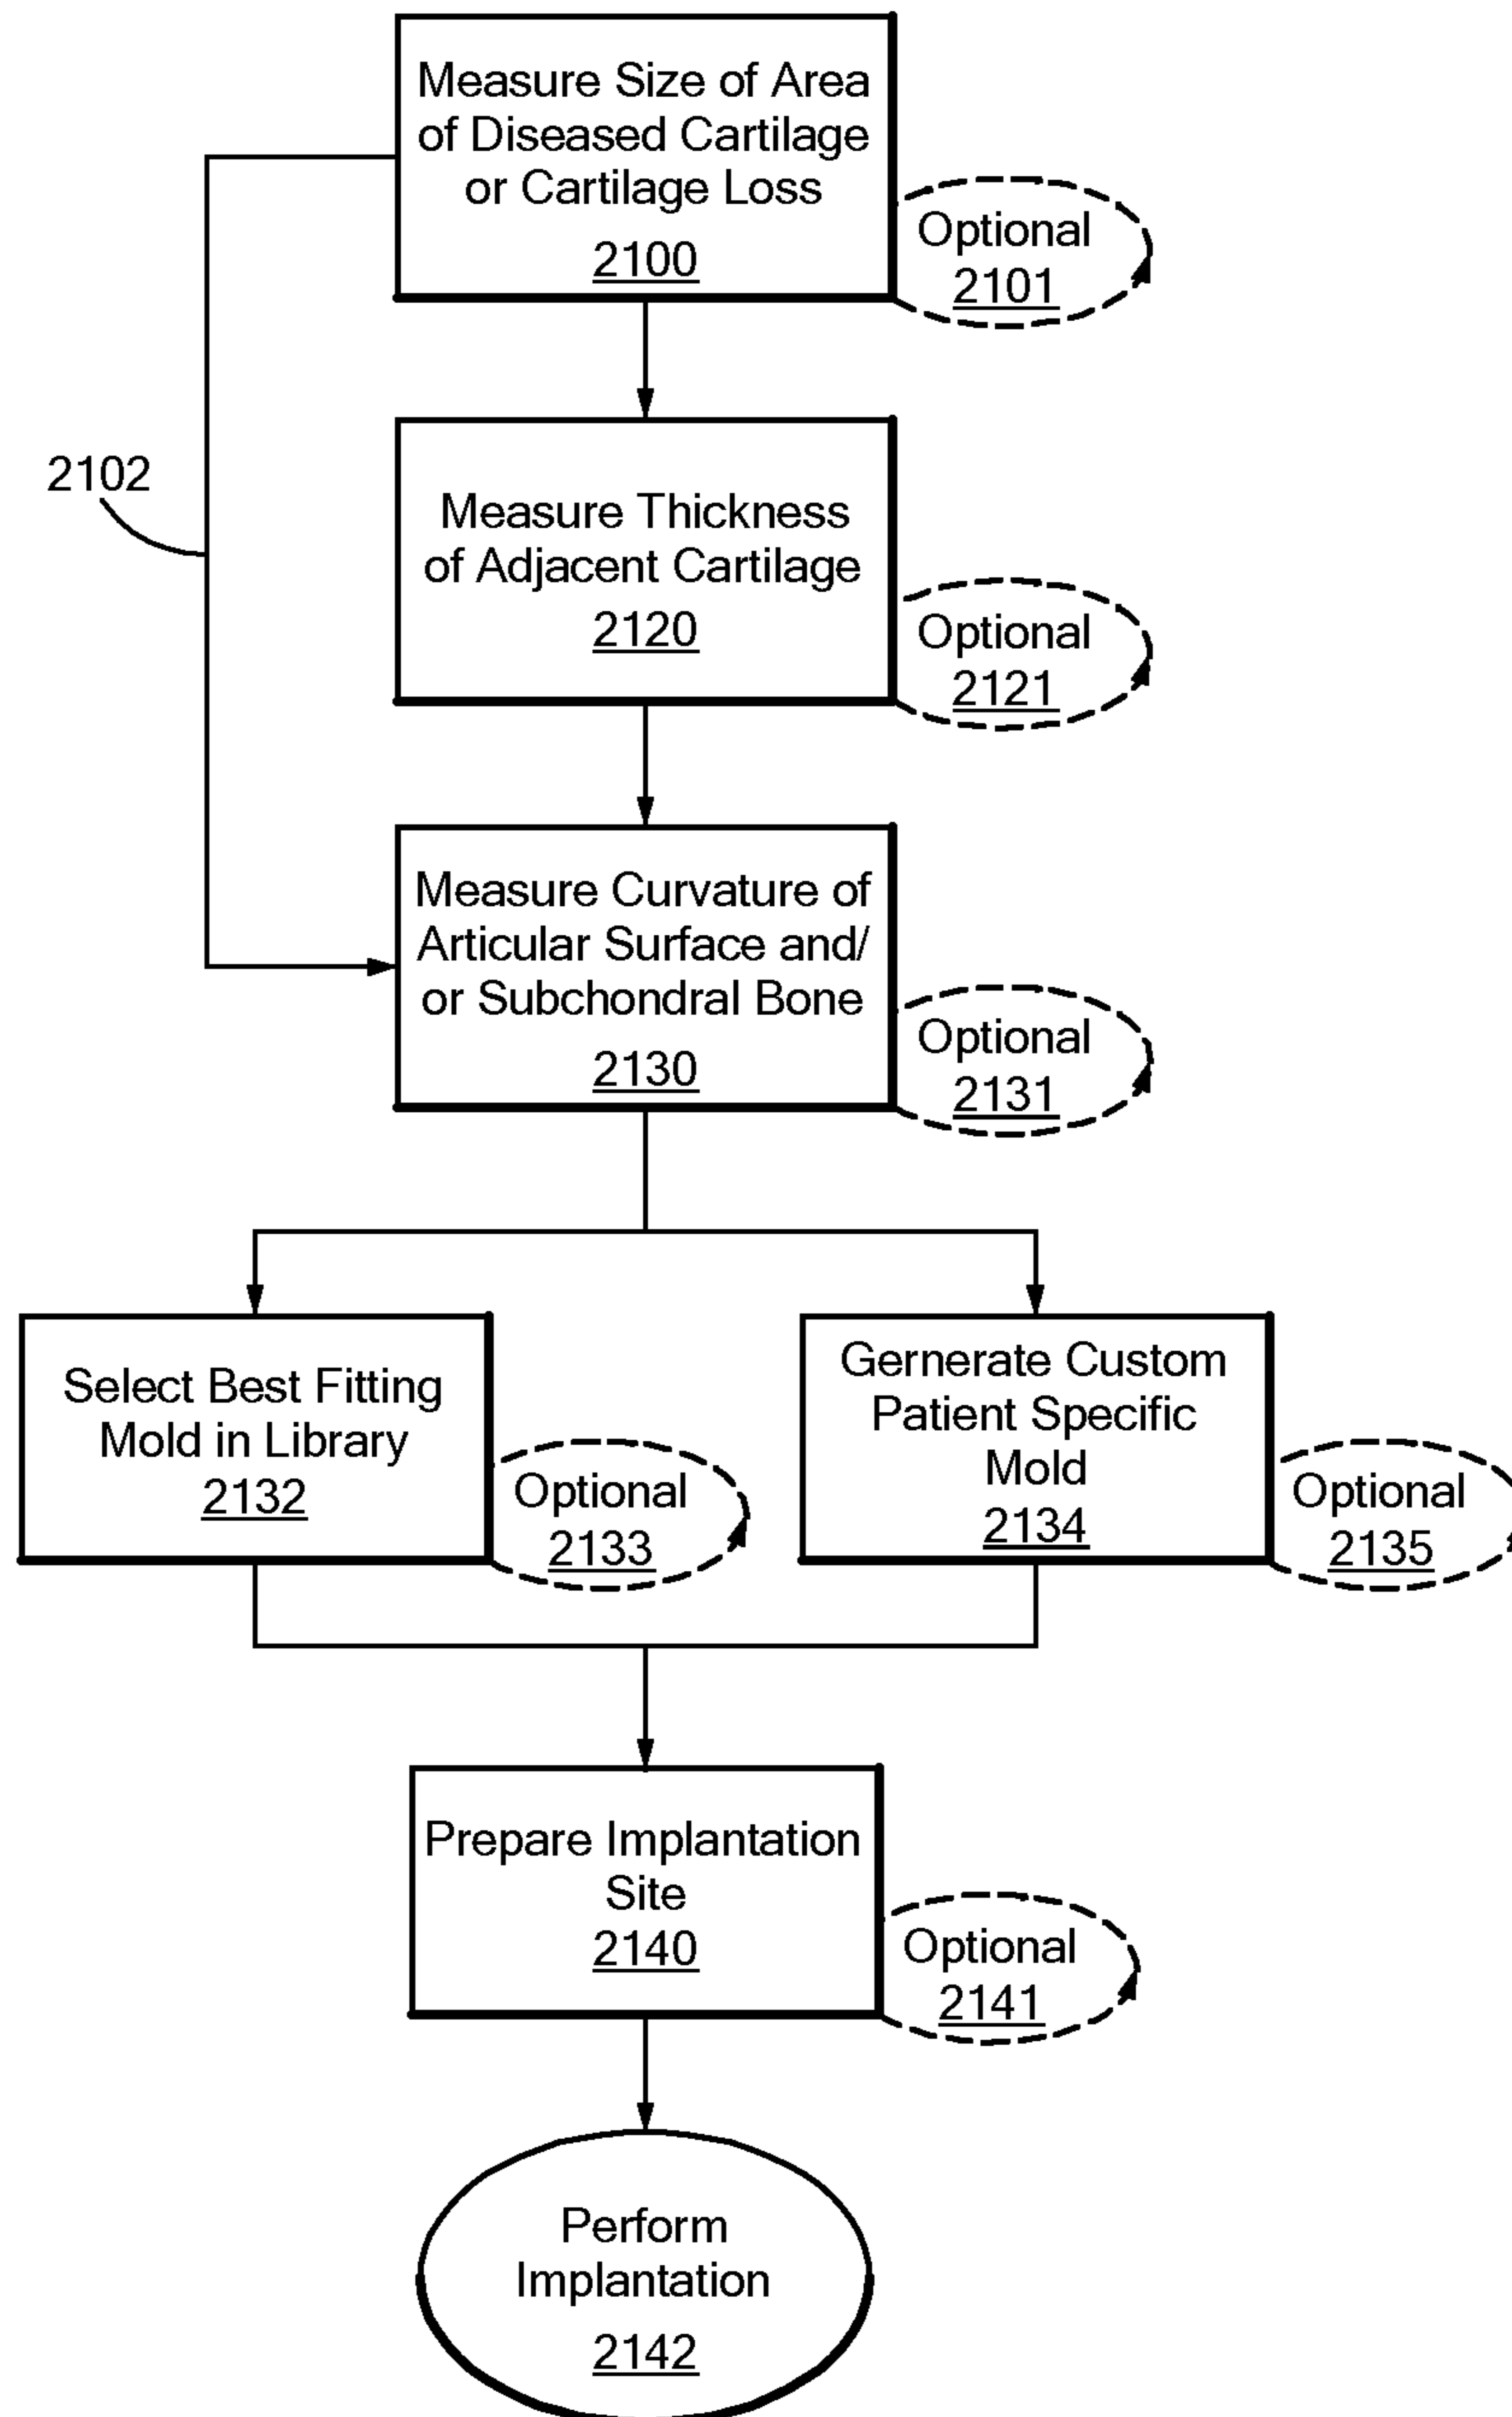 Measure Size of Area
of Diseased Cartilage
or Cartilage Loss
2100
Optional
2101
2102
Measure Thickness
of Adjacent Cartilage
2120
Optional
2121
Measure Curvature of
Articular Surface and/
or Subchondral Bone
2130
Optional
2131
Select Best Fitting
Mold in Library
2132
Optional
2133
Gernerate Custom
Patient Specific
Mold
2134
Optional
2135
Prepare Implantation
Site
2140
Optional
2141
Perform
Implantation
2142